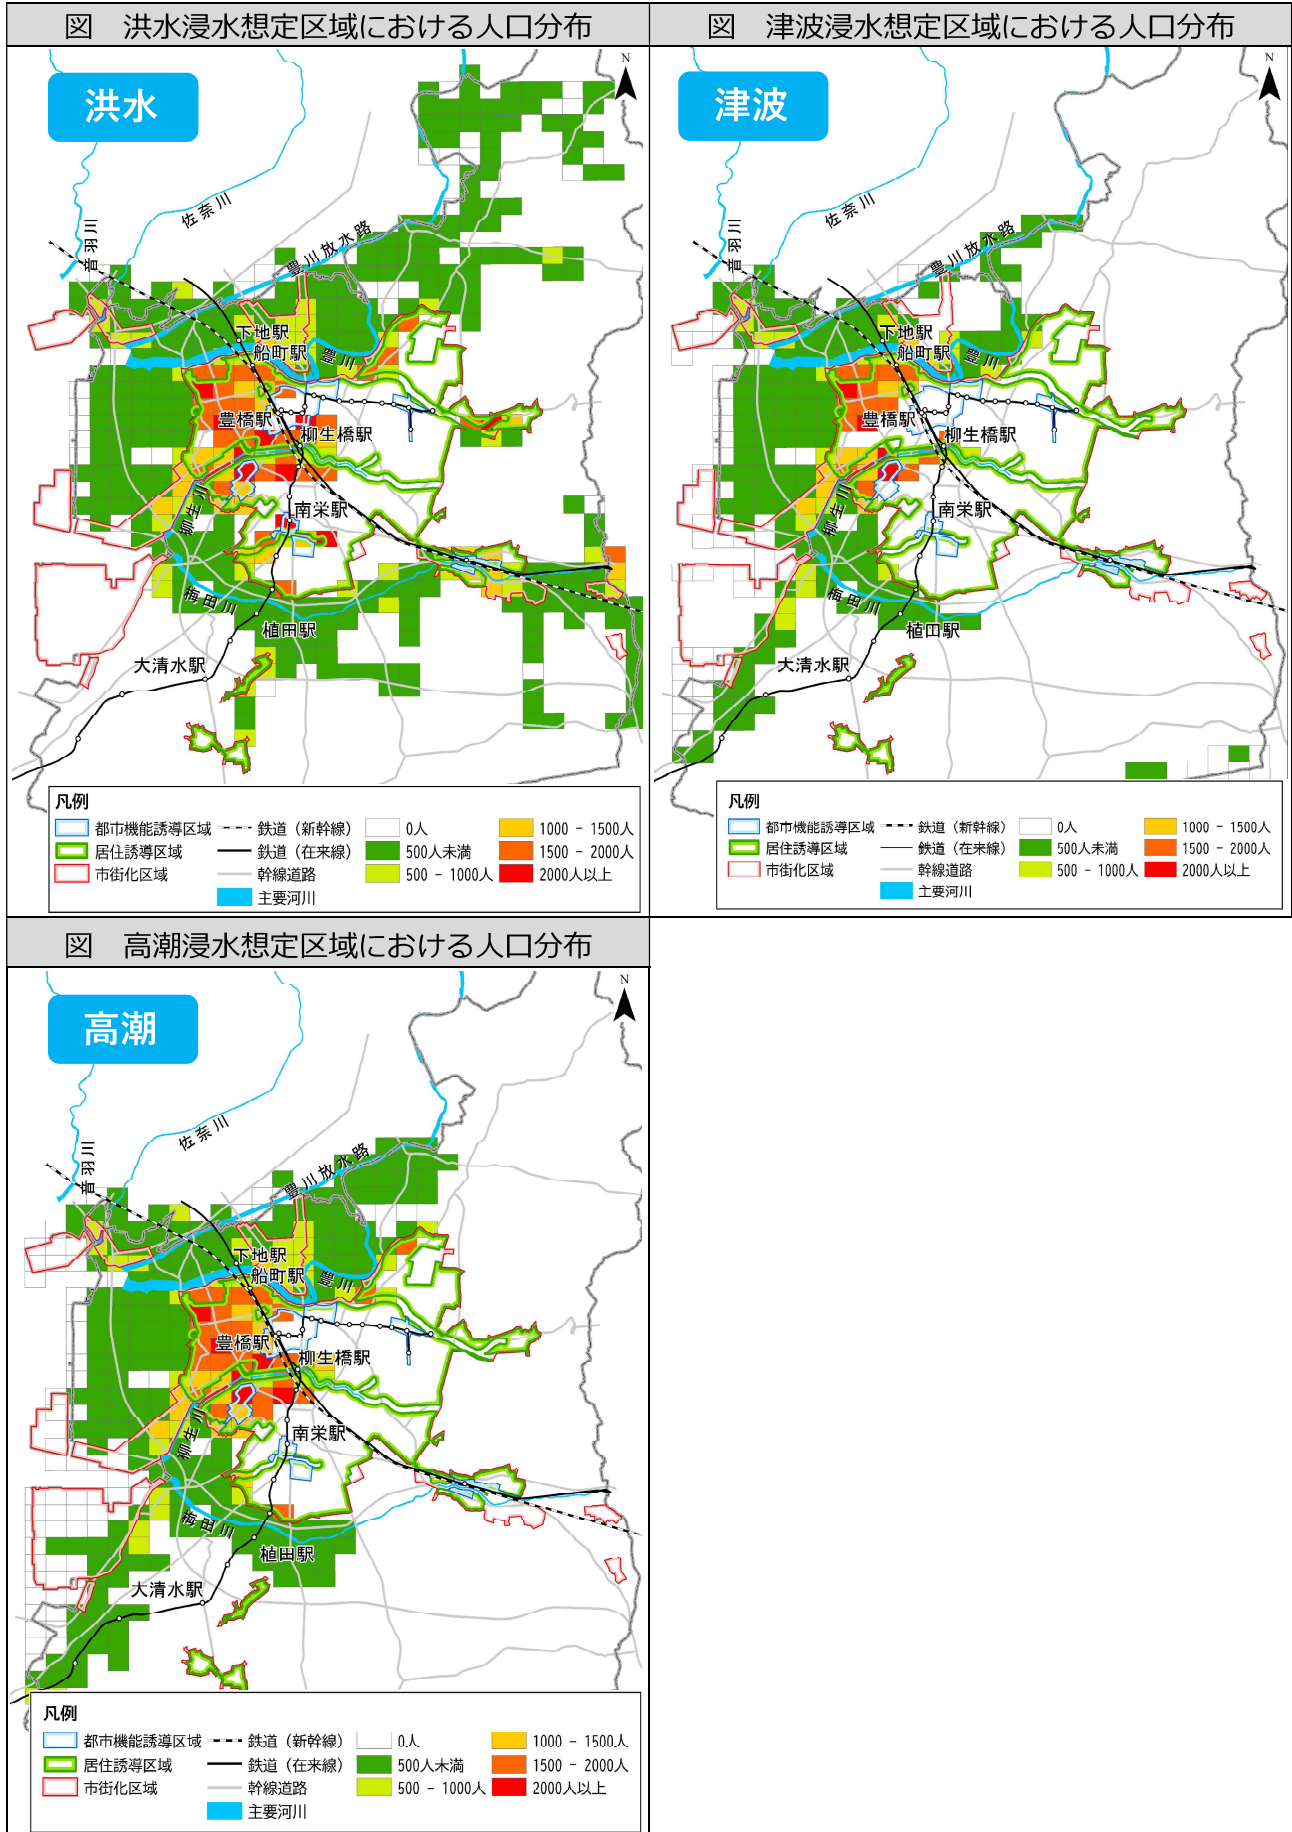 図 洪水浸水想定区域における人口分布
洪水
N
佐奈川
音羽川
豊川放水路
下地駅
船町駅
豊川
豊橋駅
柳生橋駅
柳生川
南栄駅
梅田川
植田駅
大清水駅
凡例
都市機能誘導区域
居住誘導区域
市街化区域
鉄道（新幹線）
鉄道（在来線）
幹線道路
主要河川
0人
500人未満
500 - 1000人
1000 - 1500人
1500 - 2000人
2000人以上
図 津波浸水想定区域における人口分布
津波
N
佐奈川
音羽川
豊川放水路
下地駅
船町駅
豊川
豊橋駅
柳生橋駅
柳生川
南栄駅
梅田川
植田駅
大清水駅
凡例
都市機能誘導区域
居住誘導区域
市街化区域
鉄道（新幹線）
鉄道（在来線）
幹線道路
主要河川
0人
500人未満
500 - 1000人
1000 - 1500人
1500 - 2000人
2000人以上
図 高潮浸水想定区域における人口分布
高潮
N
佐奈川
音羽川
豊川放水路
下地駅
船町駅
豊川
豊橋駅
柳生橋駅
柳生川
南栄駅
梅田川
植田駅
大清水駅
凡例
都市機能誘導区域
居住誘導区域
市街化区域
鉄道（新幹線）
鉄道（在来線）
幹線道路
主要河川
0人
500人未満
500 - 1000人
1000 - 1500人
1500 - 2000人
2000人以上